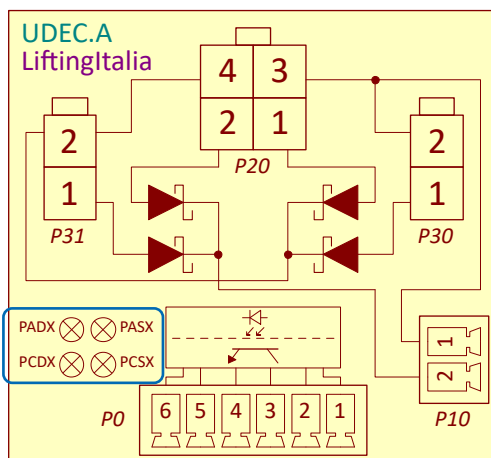 UDEC.A
LiftingItalia
4 3
2 1
P20
2
1
P31
2
1
P30
PADX PASX
PCDX PCSX
1
2
P10
P0
6 5 4 3 2 1